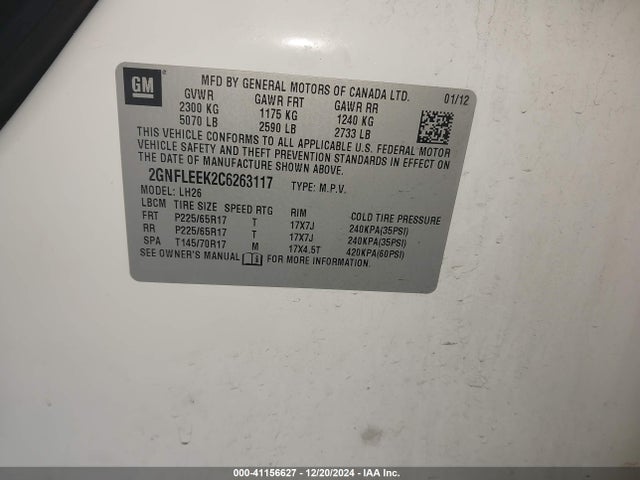 GM ® MFD BY GENERAL MOTORS OF CANADA LTD. 01/12
GVWR GAWR FRT GAWR RR
2300 KG 1175 KG 1240 KG
5070 LB 2590 LB 2733 LB
THIS VEHICLE CONFORMS TO ALL APPLICABLE U.S. FEDERAL MOTOR
VEHICLE SAFETY AND THEFT PREVENTION STANDARDS IN EFFECT ON
THE DATE OF MANUFACTURE SHOWN ABOVE.
2GNFLEEK2C6263117 TYPE: M.P.V.
MODEL: LH26
LBCM TIRE SIZE SPEED RTG RIM COLD TIRE PRESSURE
FRT P225/65R17 T 17X7J 240KPA(35PSI)
RR P225/65R17 T 17X7J 240KPA(35PSI)
SPA T145/70R17 M 17X4.5T 420KPA(60PSI)
SEE OWNER'S MANUAL FOR MORE INFORMATION.
000-41156627 - 12/20/2024 - IAA Inc.